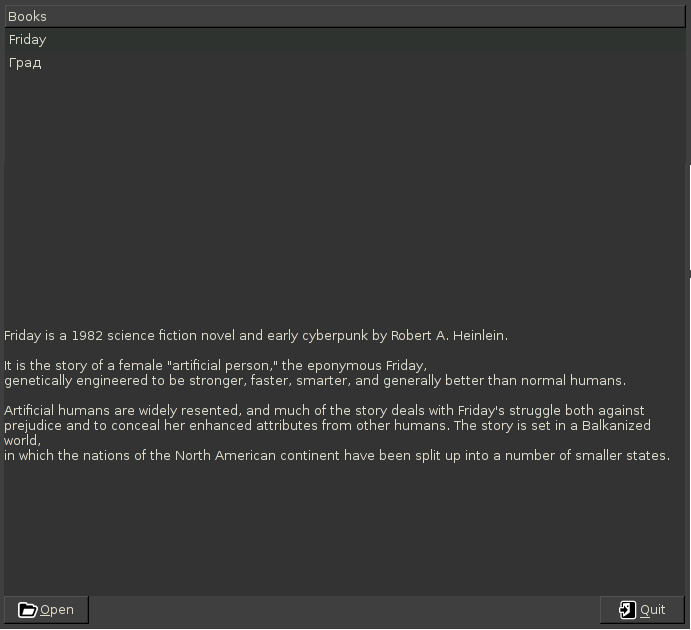 Books
Friday
Град
Friday is a 1982 science fiction novel and early cyberpunk by Robert A. Heinlein.
It is the story of a female "artificial person," the eponymous Friday,
genetically engineered to be stronger, faster, smarter, and generally better than normal humans.
Artificial humans are widely resented, and much of the story deals with Friday's struggle both against
prejudice and to conceal her enhanced attributes from other humans. The story is set in a Balkanized
world,
in which the nations of the North American continent have been split up into a number of smaller states.
Open
Quit